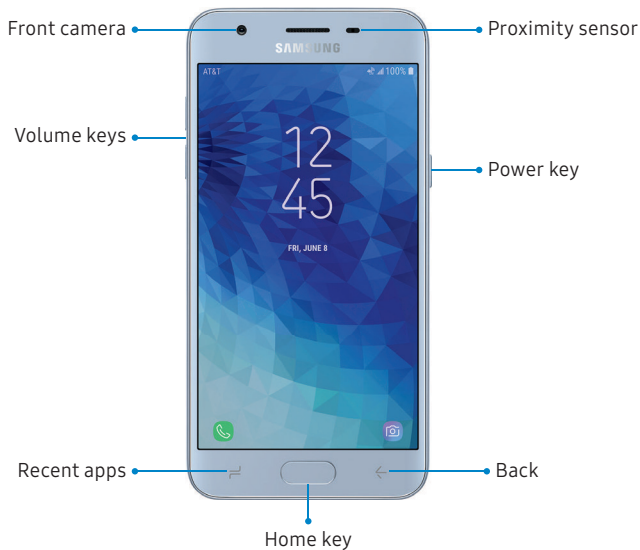 Front camera
Proximity sensor
SAMSUNG
AT&T
100%
Volume keys
12
45
Power key
FRI, JUNE 8
Recent apps
Back
Home key